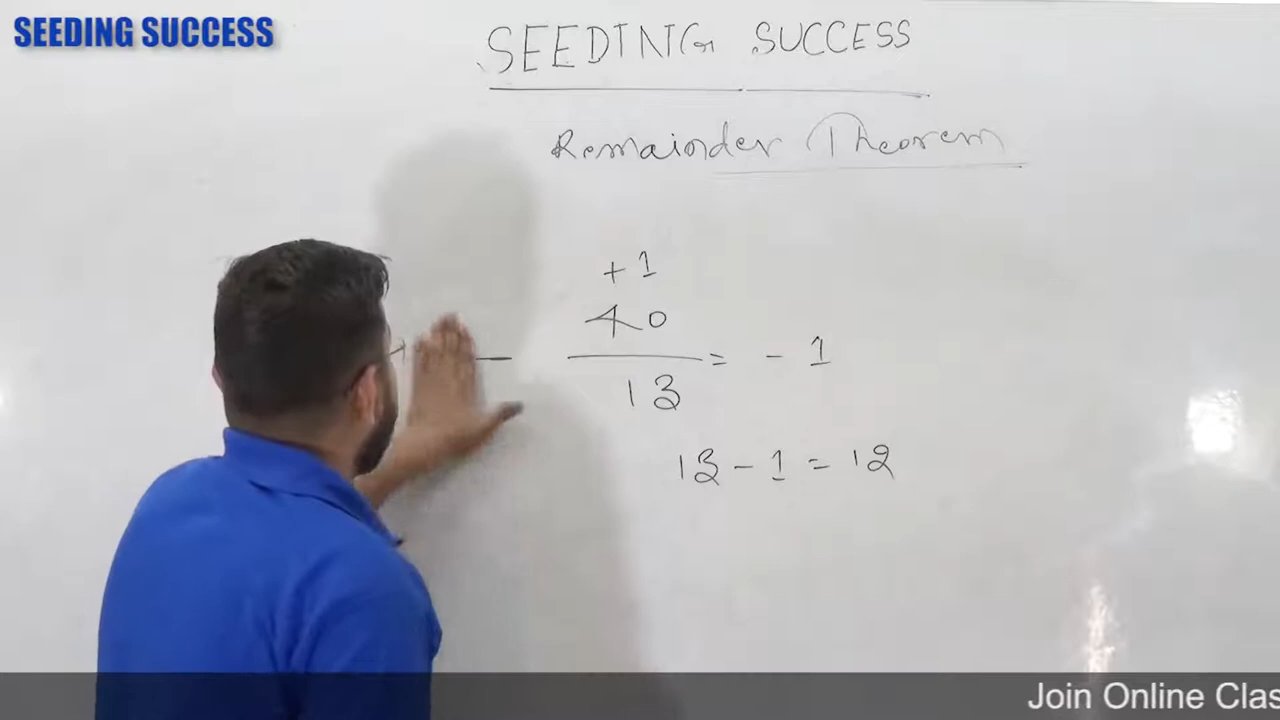 SEEDING SUCCESS
SEEDING SUCCESS
Remainder Theorem
+ 1
- 40
13
= - 1
13 - 1 = 12
Join Online Clas